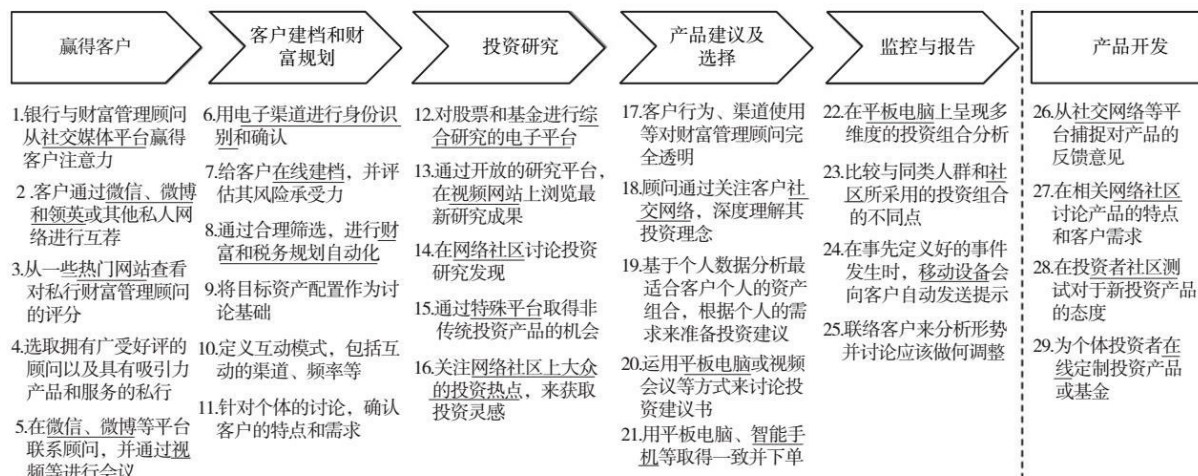 赢得客户
客户建档和财
富规划
投资研究
产品建议及
选择
监控与报告
产品开发
1.银行与财富管理顾问
从社交媒体平台赢得
客户注意力
2 .客户通过微信、微博
和领英或其他私人网
络进行互荐
3.从一些热门网站查看
对私行财富管理顾问
的评分
4.选取拥有广受好评的
顾问以及具有吸引力
产品和服务的私行
5.在微信、微博等平台
联系顾问，并通过视
频等进行会议
6.用电子渠道进行身份识
别和确认
7.给客户在线建档，并评
估其风险承受力
8.通过合理筛选，进行财
富和税务规划自动化
9.将目标资产配置作为讨
论基础
10.定义互动模式，包括互
动的渠道、频率等
11.针对个体的讨论，确认
客户的特点和需求
12.对股票和基金进行综
合研究的电子平台
13.通过开放的研究平台，
在视频网站上浏览最
新研究成果
14.在网络社区讨论投资
研究发现
15.通过特殊平台取得非
传统投资产品的机会
16.关注网络社区上大众
的投资热点，来获取
投资灵感
17.客户行为、渠道使用
等对财富管理顾问完
全透明
18.顾问通过关注客户社
交网络，深度理解其
投资理念
19.基于个人数据分析最
适合客户个人的资产
组合，根据个人的需
求来准备投资建议
20.运用平板电脑或视频
会议等方式来讨论投
资建议书
21.用平板电脑、智能手
机等取得一致并下单
22.在平板电脑上呈现多
维度的投资组合分析
23.比较与同类人群和社
区所采用的投资组合
的不同点
24.在事先定义好的事件
发生时，移动设备会
向客户自动发送提示
25.联络客户来分析形势
并讨论应该做何调整
26.从社交网络等平
台捕捉对产品的
反馈意见
27.在相关网络社区
讨论产品的特点
和客户需求
28.在投资者社区测
试对于新投资产品
的态度
29.为个体投资者在
线定制投资产品
或基金